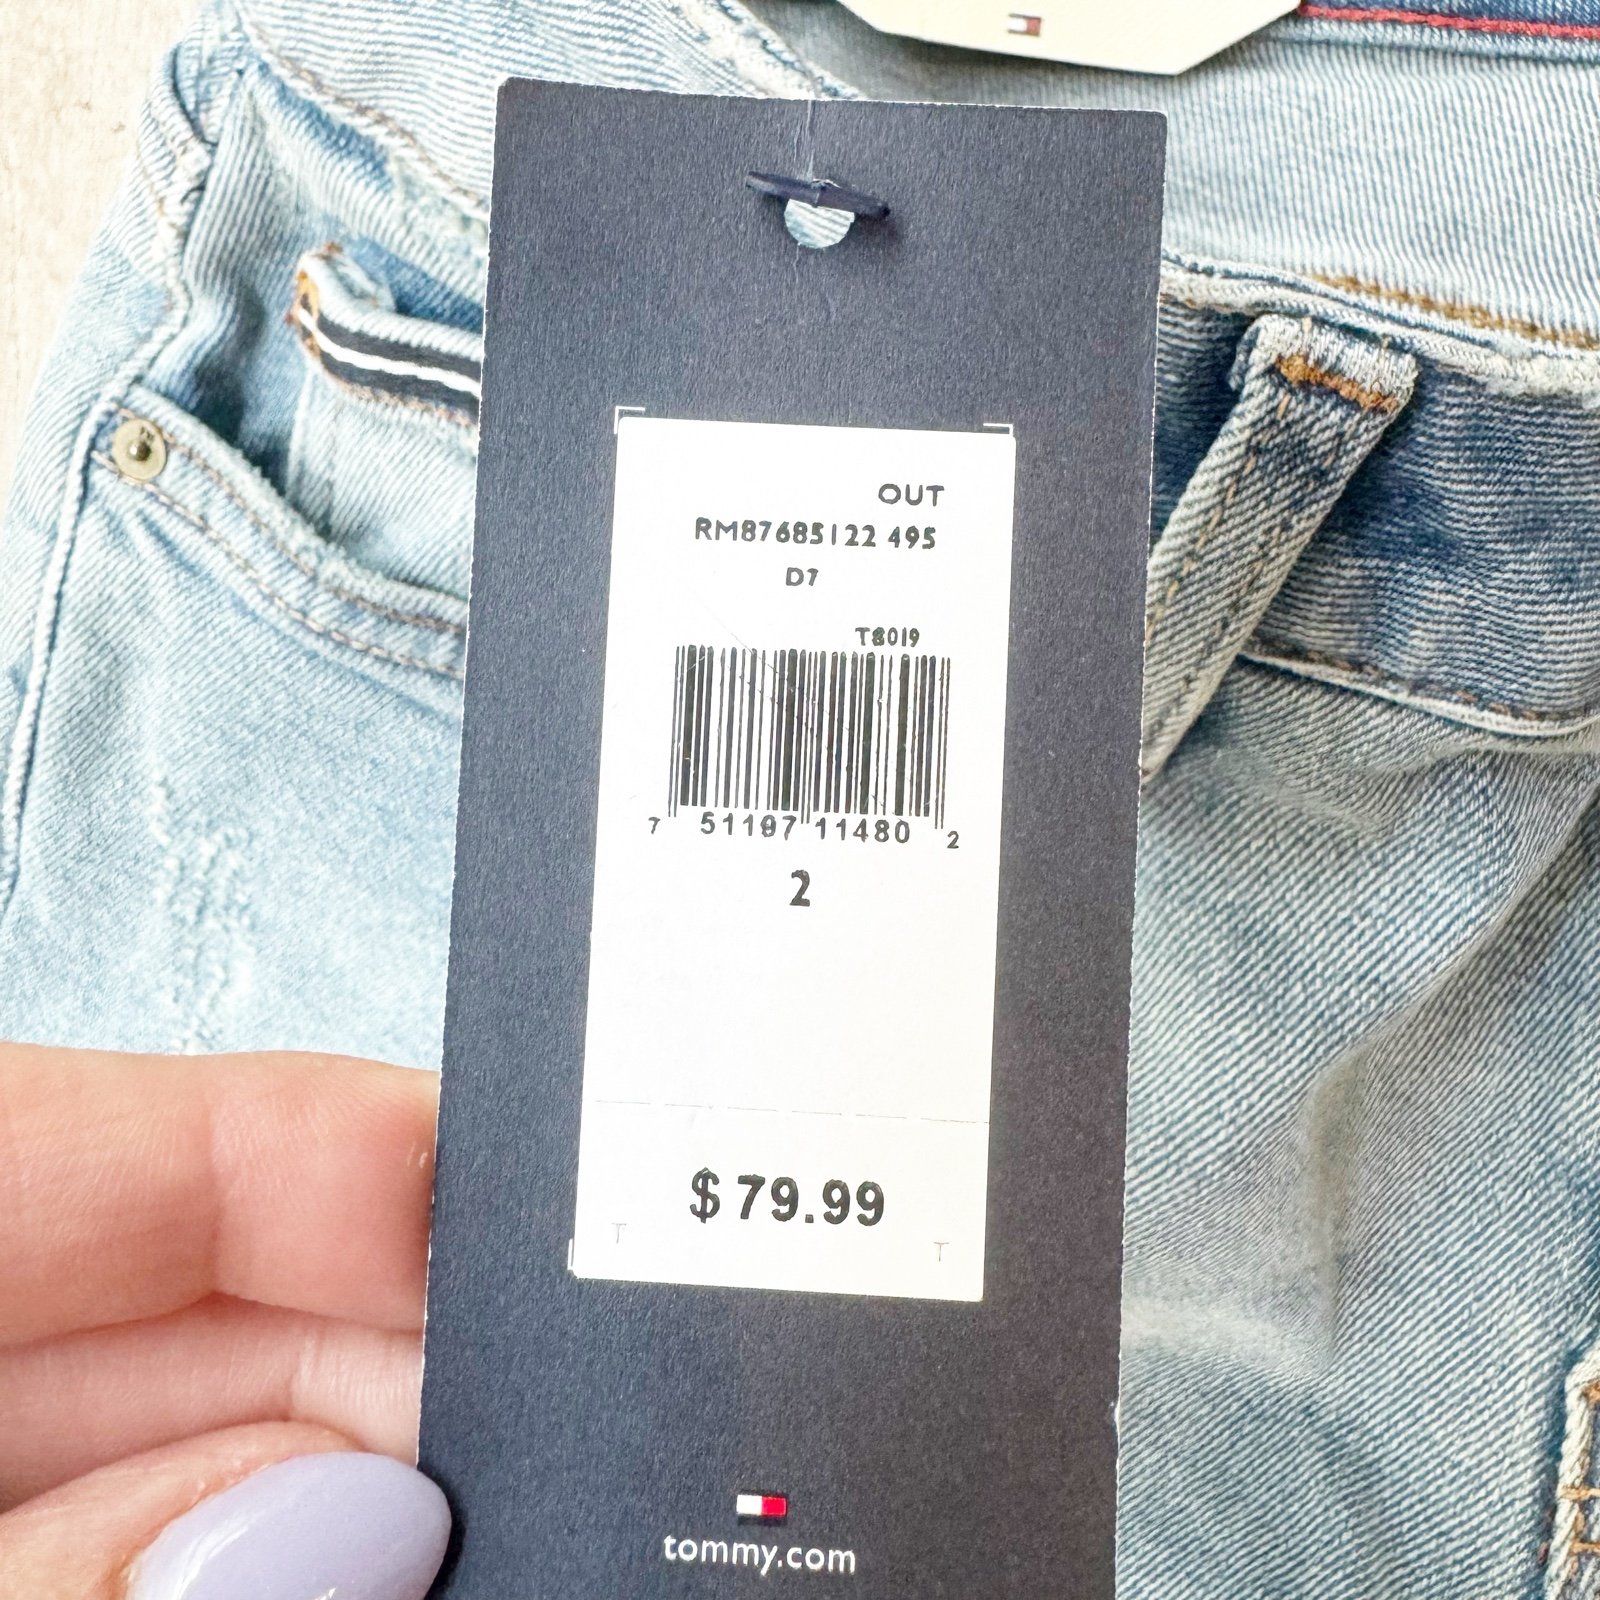 OUT
RM87685122 495
D7
T8019
7 51197 11480 2
2
$ 79.99
T T
tommy.com